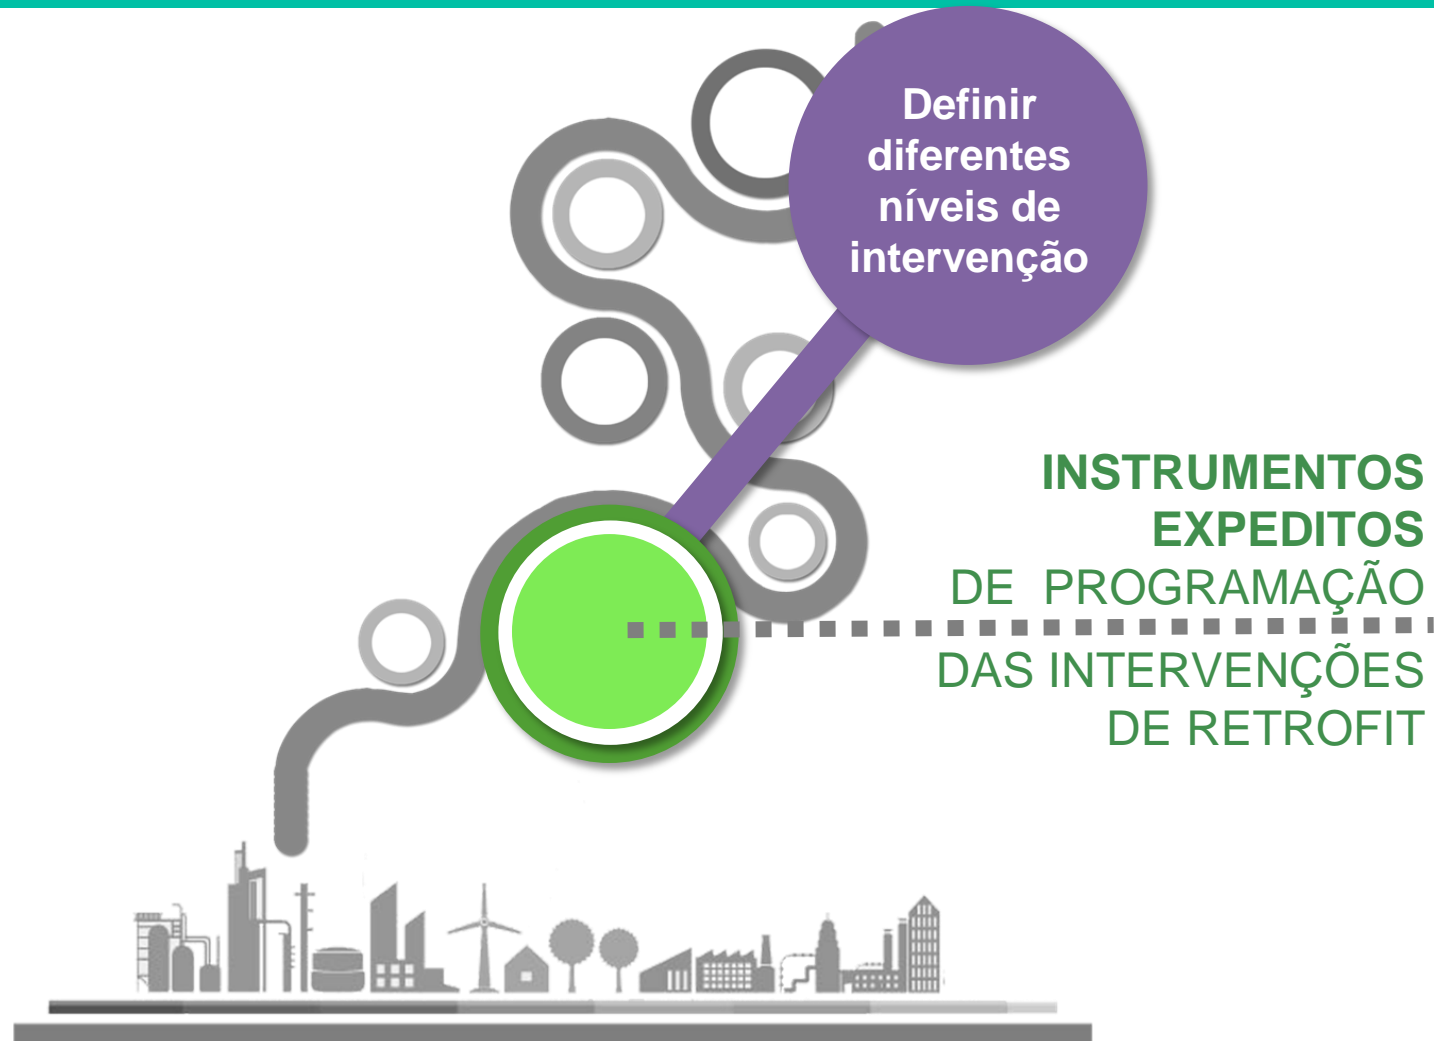 Definir
diferentes
níveis de
intervenção
INSTRUMENTOS
EXPEDITOS
DE PROGRAMAÇÃO
DAS INTERVENÇÕES
DE RETROFIT